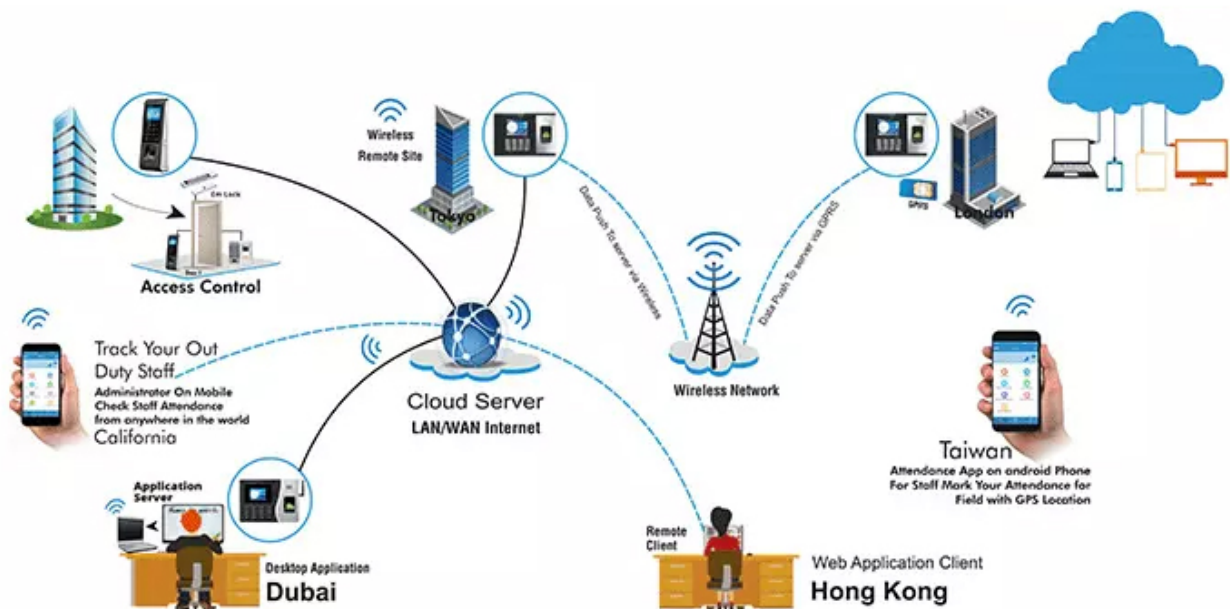 Wireless
Remote Site
Em Lock
Tokyo
GPRS
London
Data Push To server via Wireless
Data Push To server via GPRS
Access Control
Track Your Out
Duty Staff
Administrator On Mobile
Check Staff Attendance
from anywhere in the world
California
Cloud Server
LAN/WAN Internet
Wireless Network
Taiwan
Attendance App on android Phone
For Staff Mark Your Attendance for
Field with GPS Location
Application
Server
Desktop Application
Dubai
Remote
Client
Web Application Client
Hong Kong